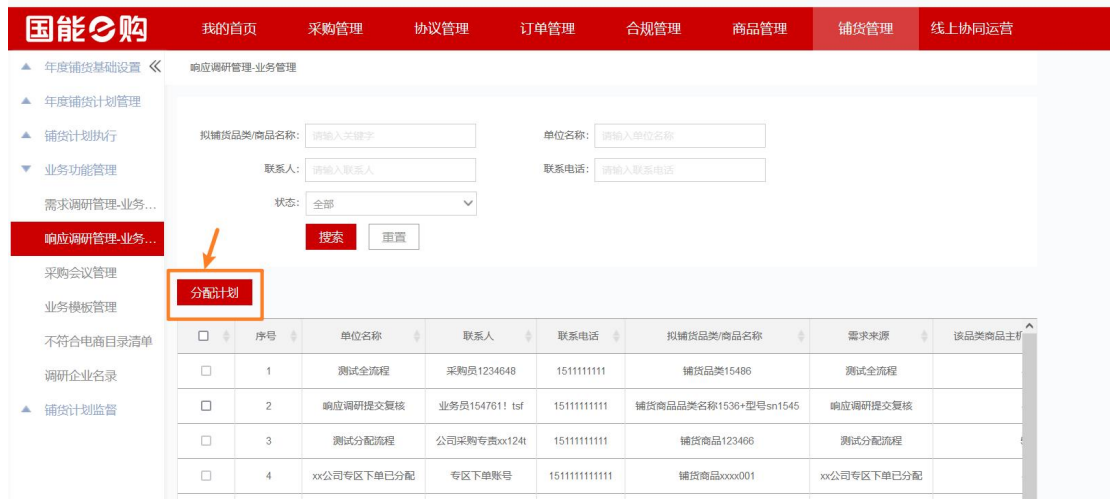 国能e购 我的首页 采购管理 协议管理 订单管理 合规管理 商品管理 铺货管理 线上协同运营
年度铺货基础设置 响应调研管理-业务管理
年度铺货计划管理
铺货计划执行 拟铺货品类/商品名称: 请输入关键字 单位名称: 请输入单位名称
业务功能管理 联系人: 请输入联系人 联系电话: 请输入联系电话
需求调研管理-业务... 状态: 全部
响应调研管理-业务... 搜索 重置
采购会议管理
分配计划
业务模板管理
不符合电商目录清单 序号 单位名称 联系人 联系电话 拟铺货品类/商品名称 需求来源 该品类商品主
调研企业名录 1 测试全流程 采购员1234648 1511111111 铺货品类15486 测试全流程
铺货计划监督 2 响应调研提交复核 业务员154761! tsf 15111111111 铺货商品品类名称1536+型号sn1545 响应调研提交复核
3 测试分配流程 公司采购专责xx124t 15111111111 铺货商品123466 测试分配流程
4 xx公司专区下单已分配 专区下单账号 1511111111111 铺货商品xxxx001 xx公司专区下单已分配